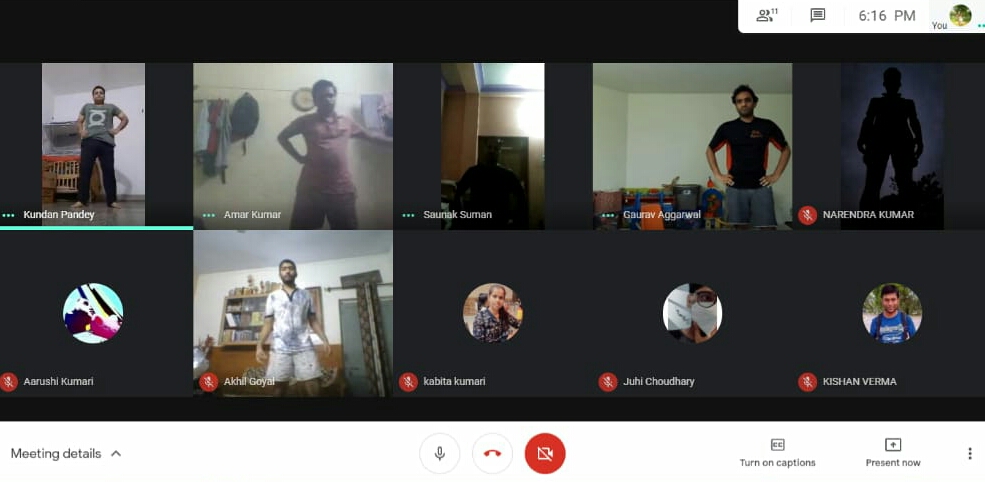 11
6:16 PM
You
Kundan Pandey
Amar Kumar
Saunak Suman
Gaurav Aggarwal
NARENDRA KUMAR
Aarushi Kumari
Akhil Goyal
kabita kumari
Juhi Choudhary
KISHAN VERMA
Meeting details
CC
Turn on captions
Present now